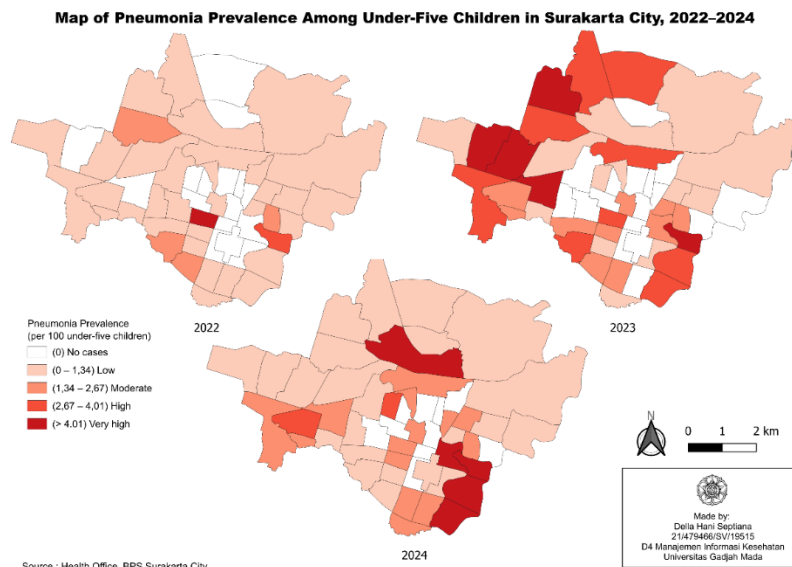 Map of Pneumonia Prevalence Among Under-Five Children in Surakarta City, 2022–2024
2022
2023
Pneumonia Prevalence
(per 100 under-five children)
(0) No cases
(0 – 1,34) Low
(1,34 – 2,67) Moderate
(2,67 – 4,01) High
(> 4.01) Very high
2024
N
0 1 2 km
Made by:
Della Hani Septiana
21/479466/SV/19515
D4 Manajemen Informasi Kesehatan
Universitas Gadjah Mada
Source : Health Office, BPS Surakarta City